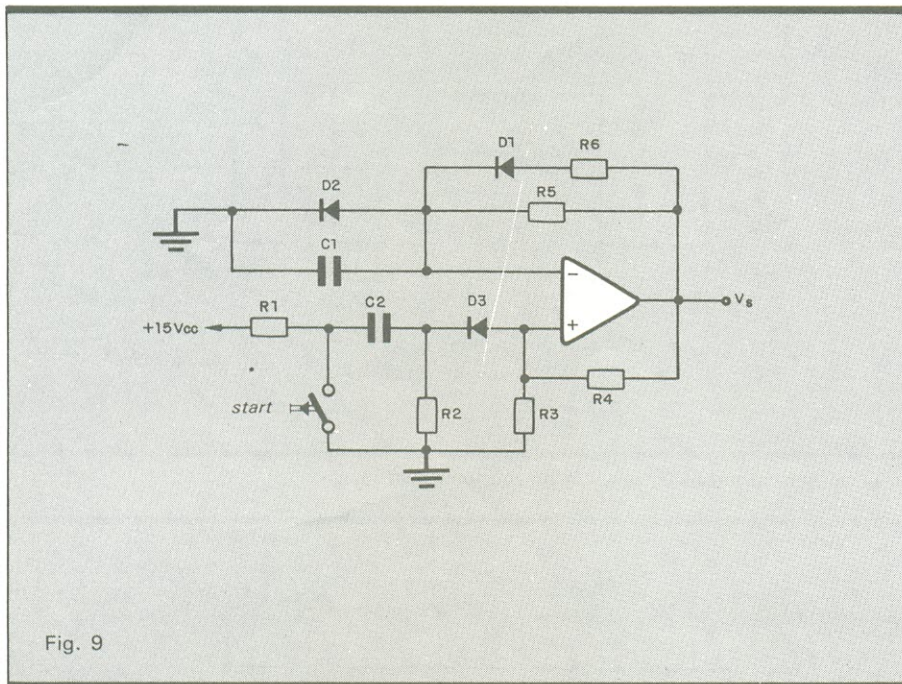 D1
R6
D2
R5
C1
−
R1
C2
D3
+15Vcc
+
Vs
R4
start
R2
R3
Fig. 9